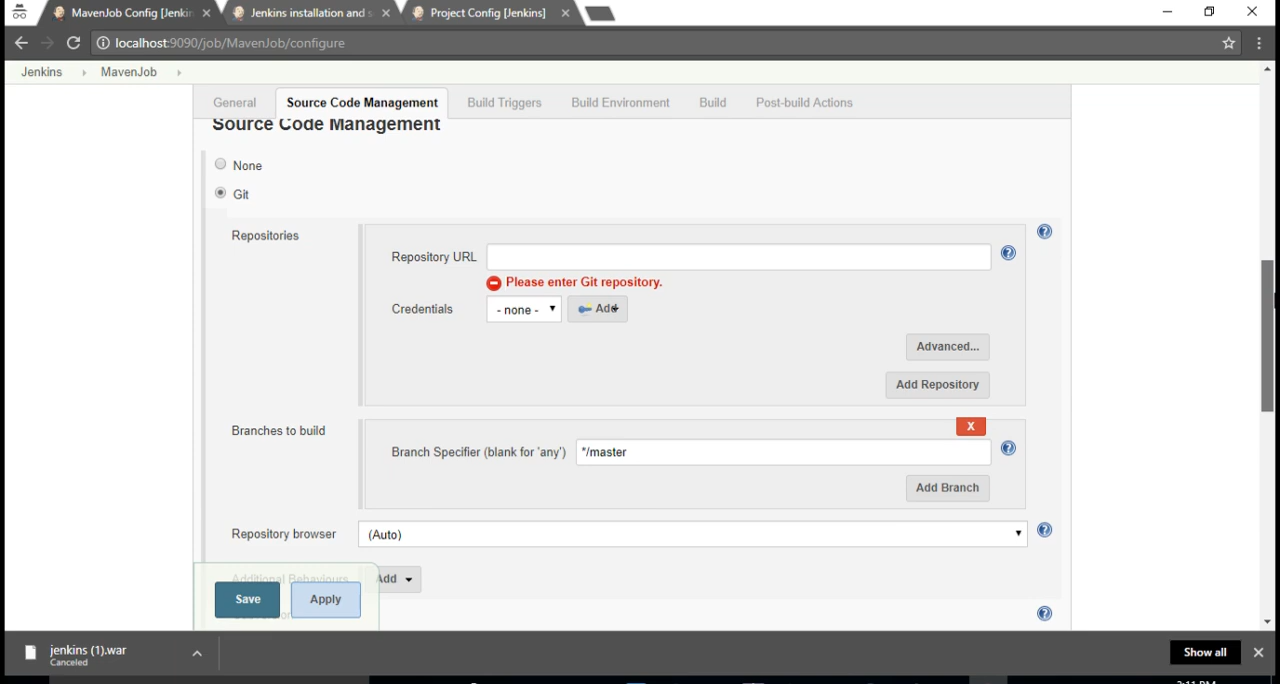 MavenJob Config [Jenkin
Jenkins installation and s
Project Config [Jenkins]
localhost:9090/job/MavenJob/configure
Jenkins MavenJob
General Source Code Management Build Triggers Build Environment Build Post-build Actions
Source Code Management
None
Git
Repositories
Repository URL
Please enter Git repository.
Credentials - none - Add
Advanced...
Add Repository
Branches to build
X
Branch Specifier (blank for 'any') */master
Add Branch
Repository browser (Auto)
Additional Behaviours Add
Save Apply
jenkins (1).war
Canceled
Show all